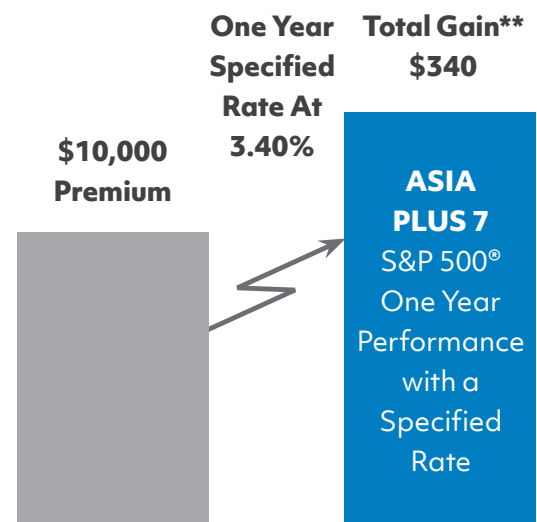 $10,000
Premium
One Year
Specified
Rate At
3.40%
Total Gain**
$340
ASIA
PLUS 7
S&P 500®
One Year
Performance
with a
Specified
Rate